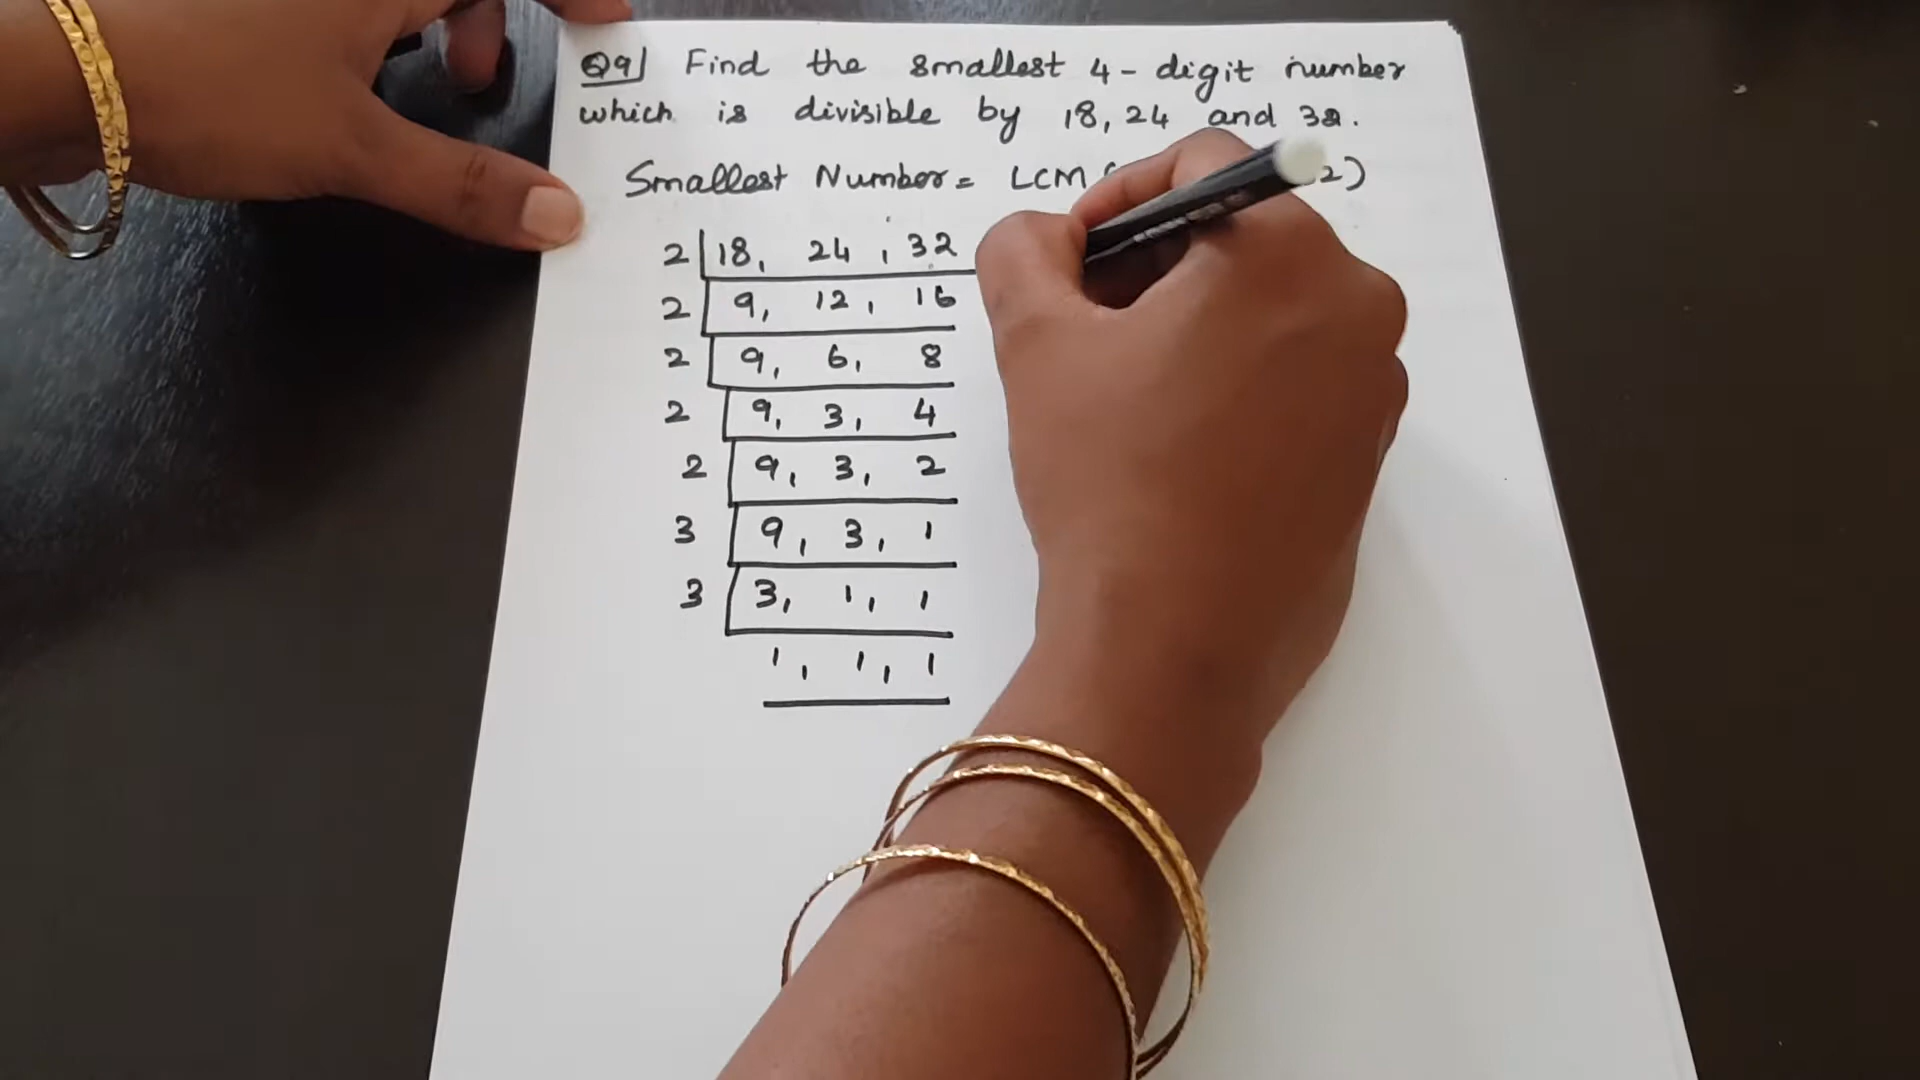 Q9 Find the smallest 4-digit number
which is divisible by 18, 24 and 32.
Smallest Number = LCM ( 2)
2 18, 24, 32
2 9, 12, 16
2 9, 6, 8
2 9, 3, 4
2 9, 3, 2
3 9, 3, 1
3 3, 1, 1
1, 1, 1